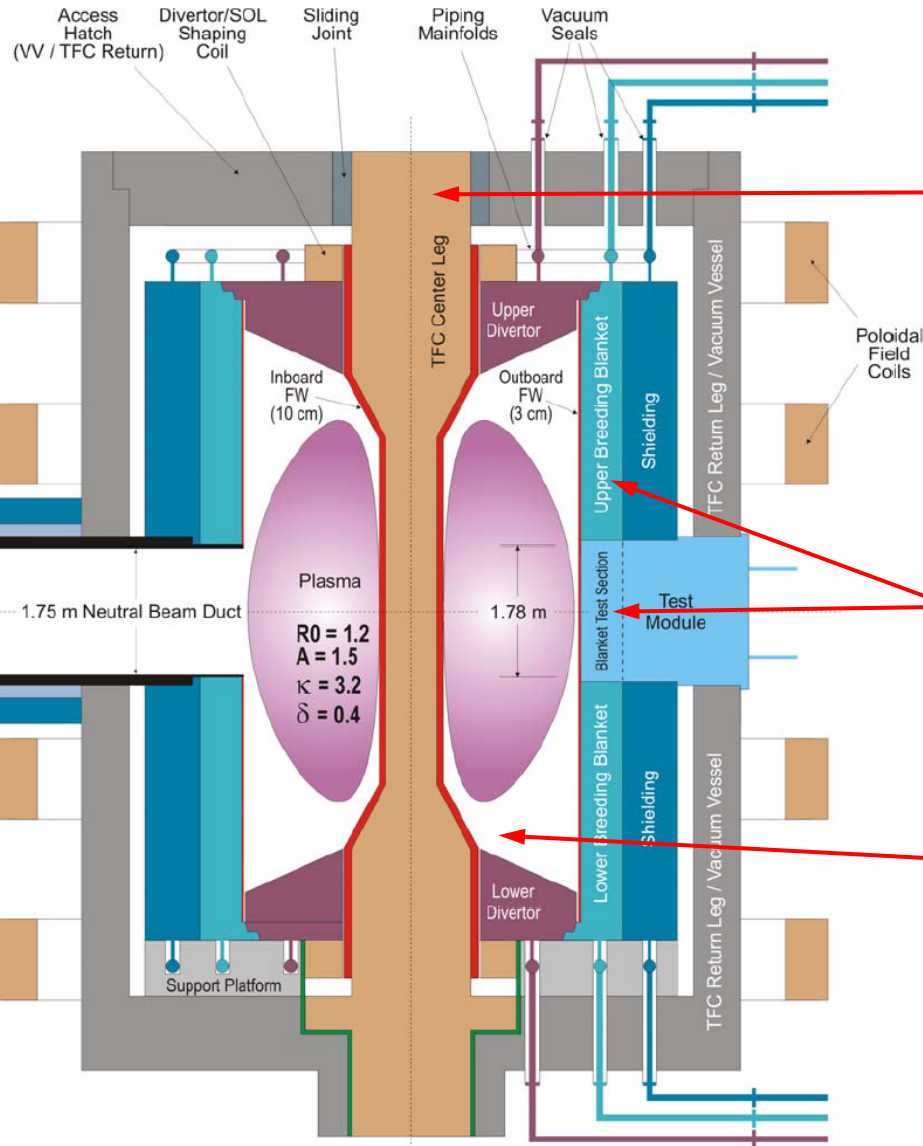 Access
Hatch
(VV / TFC Return)
Divertor/SOL
Shaping
Coil
Sliding
Joint
Piping
Mainfolds
Vacuum
Seals
TFC Center Leg
Upper
Divertor
Inboard
FW
(10 cm)
Outboard
FW
(3 cm)
Upper Breeding Blanket
Shielding
TFC Return Leg / Vacuum Vessel
Poloidal
Field
Coils
1.75 m Neutral Beam Duct
Plasma
R0 = 1.2
A = 1.5
κ = 3.2
δ = 0.4
1.78 m
Blanket Test Section
Test
Module
Lower Breeding Blanket
Shielding
TFC Return Leg / Vacuum Vessel
Lower
Divertor
Support Platform